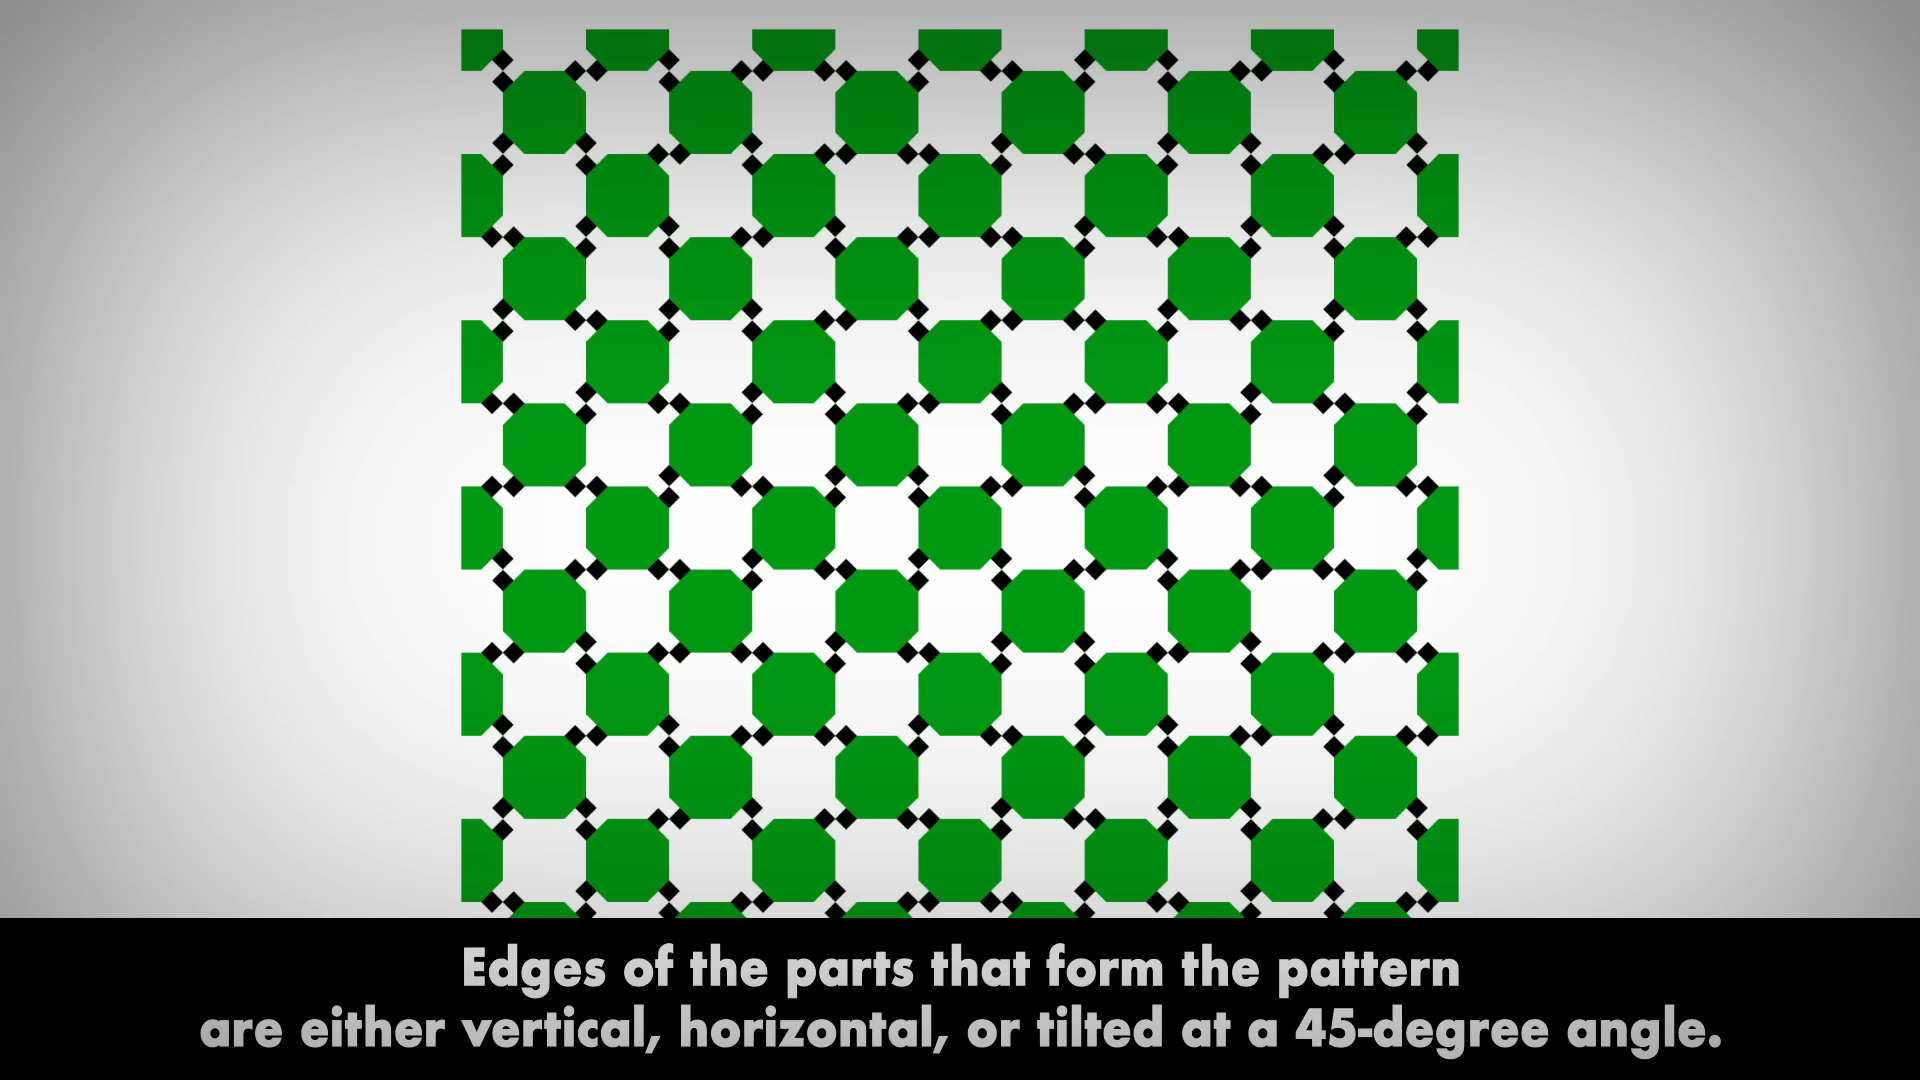 Edges of the parts that form the pattern
are either vertical, horizontal, or tilted at a 45-degree angle.